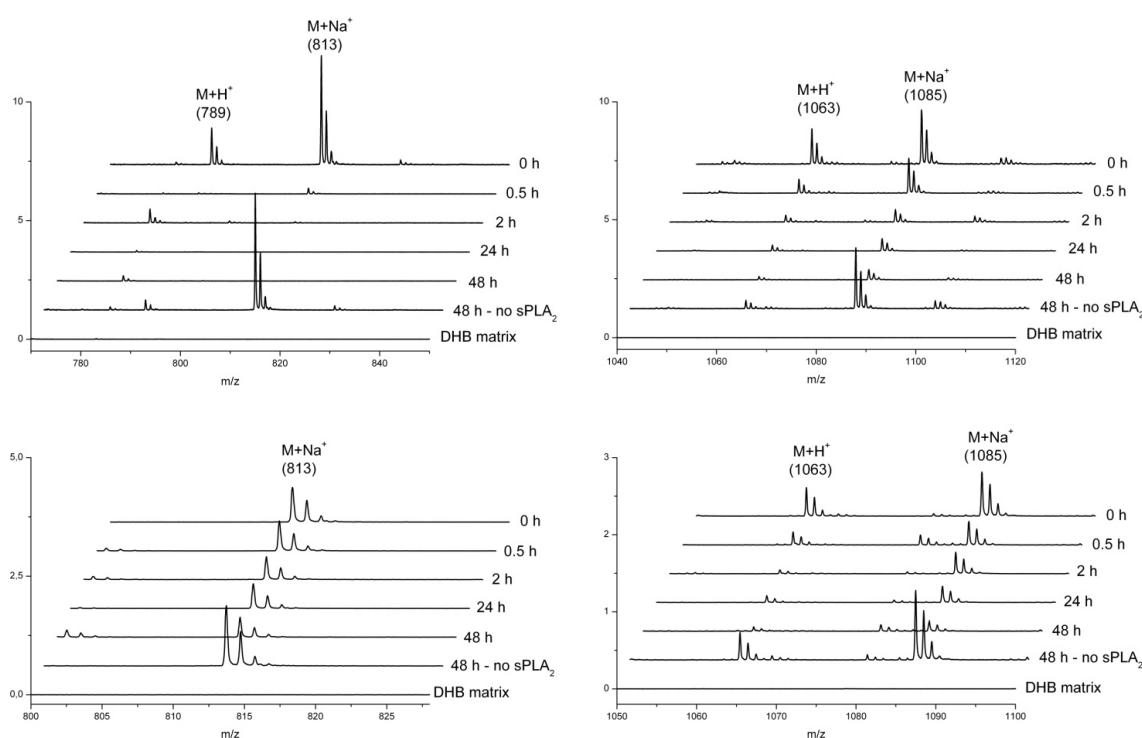 M+Na⁺
(813)
M+H⁺
(789)
10
5
0
0 h
0.5 h
2 h
24 h
48 h
48 h - no sPLA₂
DHB matrix
780
800
820
840
m/z
M+H⁺
(1063)
M+Na⁺
(1085)
10
5
0
0 h
0.5 h
2 h
24 h
48 h
48 h - no sPLA₂
DHB matrix
1040
1060
1080
1100
1120
m/z
M+Na⁺
(813)
5,0
2,5
0,0
0 h
0.5 h
2 h
24 h
48 h
48 h - no sPLA₂
DHB matrix
800
805
810
815
820
825
m/z
M+H⁺
(1063)
M+Na⁺
(1085)
3
2
1
0
0 h
0.5 h
2 h
24 h
48 h
48 h - no sPLA₂
DHB matrix
1050
1060
1070
1080
1090
1100
m/z